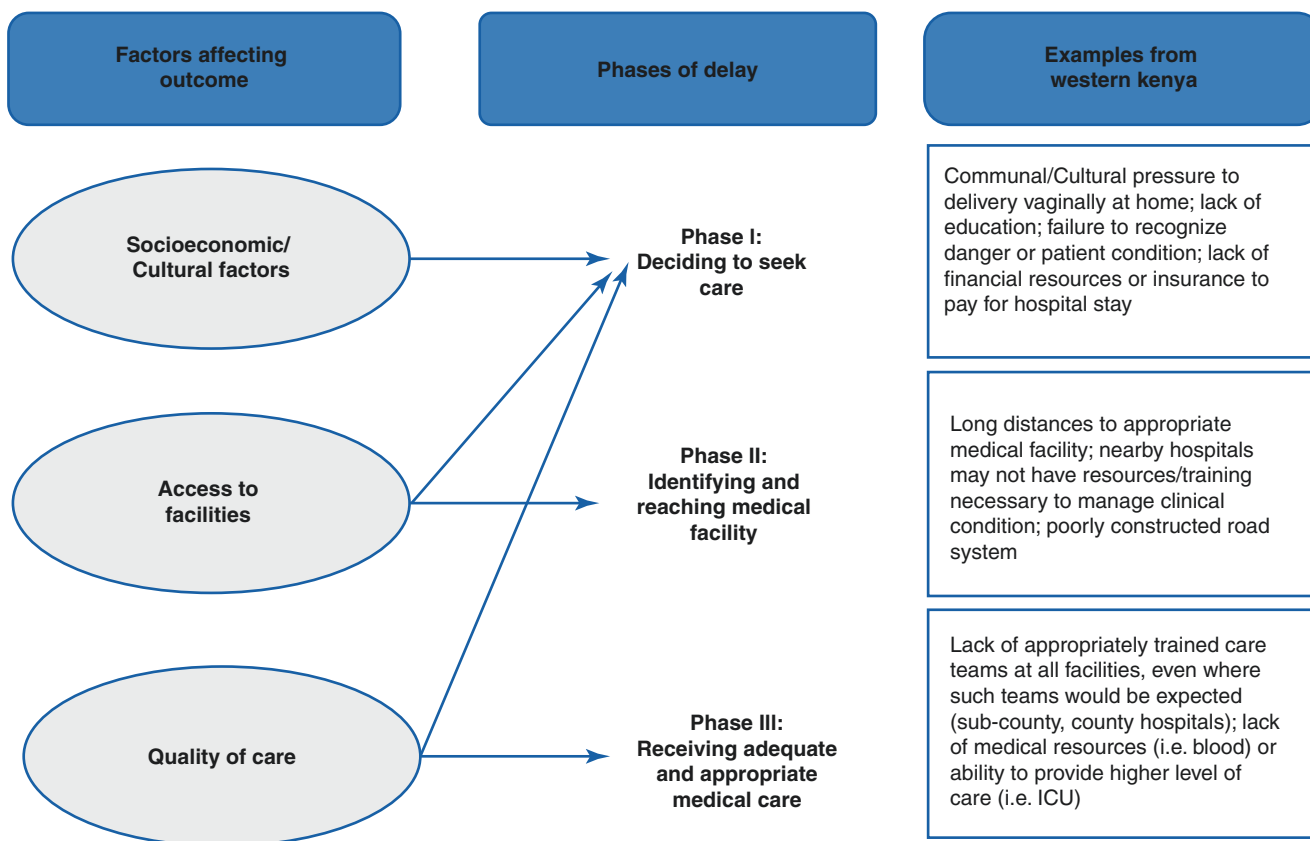 Factors affecting
outcome
Phases of delay
Examples from
western kenya
Socioeconomic/
Cultural factors
Phase I:
Deciding to seek
care
Communal/Cultural pressure to
delivery vaginally at home; lack of
education; failure to recognize
danger or patient condition; lack of
financial resources or insurance to
pay for hospital stay
Access to
facilities
Phase II:
Identifying and
reaching medical
facility
Long distances to appropriate
medical facility; nearby hospitals
may not have resources/training
necessary to manage clinical
condition; poorly constructed road
system
Quality of care
Phase III:
Receiving adequate
and appropriate
medical care
Lack of appropriately trained care
teams at all facilities, even where
such teams would be expected
(sub-county, county hospitals); lack
of medical resources (i.e. blood) or
ability to provide higher level of
care (i.e. ICU)